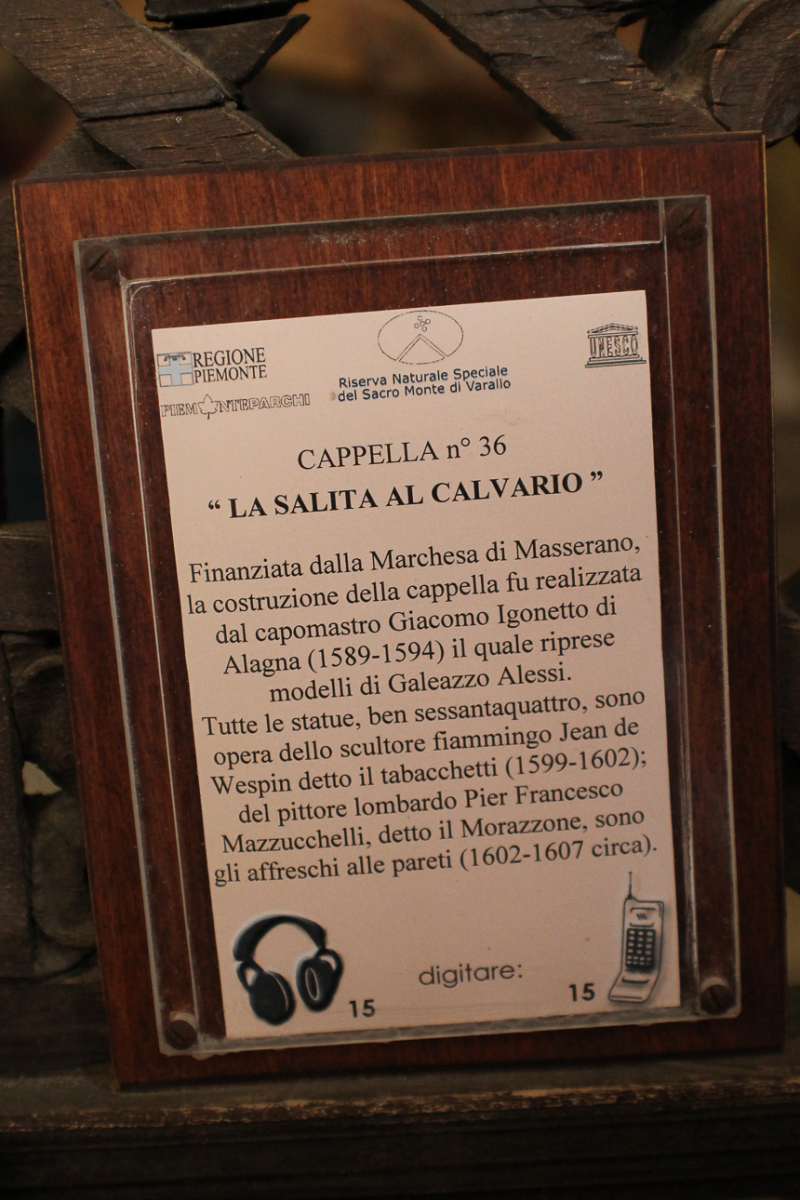 REGIONE
PIEMONTE
PIEMONTEPARCHI
Riserva Naturale Speciale
del Sacro Monte di Varallo
UNESCO
CAPPELLA n° 36
“ LA SALITA AL CALVARIO ”
Finanziata dalla Marchesa di Masserano,
la costruzione della cappella fu realizzata
dal capomastro Giacomo Igonetto di
Alagna (1589-1594) il quale riprese
modelli di Galeazzo Alessi.
Tutte le statue, ben sessantaquattro, sono
opera dello scultore fiammingo Jean de
Wespin detto il tabacchetti (1599-1602);
del pittore lombardo Pier Francesco
Mazzucchelli, detto il Morazzone, sono
gli affreschi alle pareti (1602-1607 circa).
digitare:
15
15